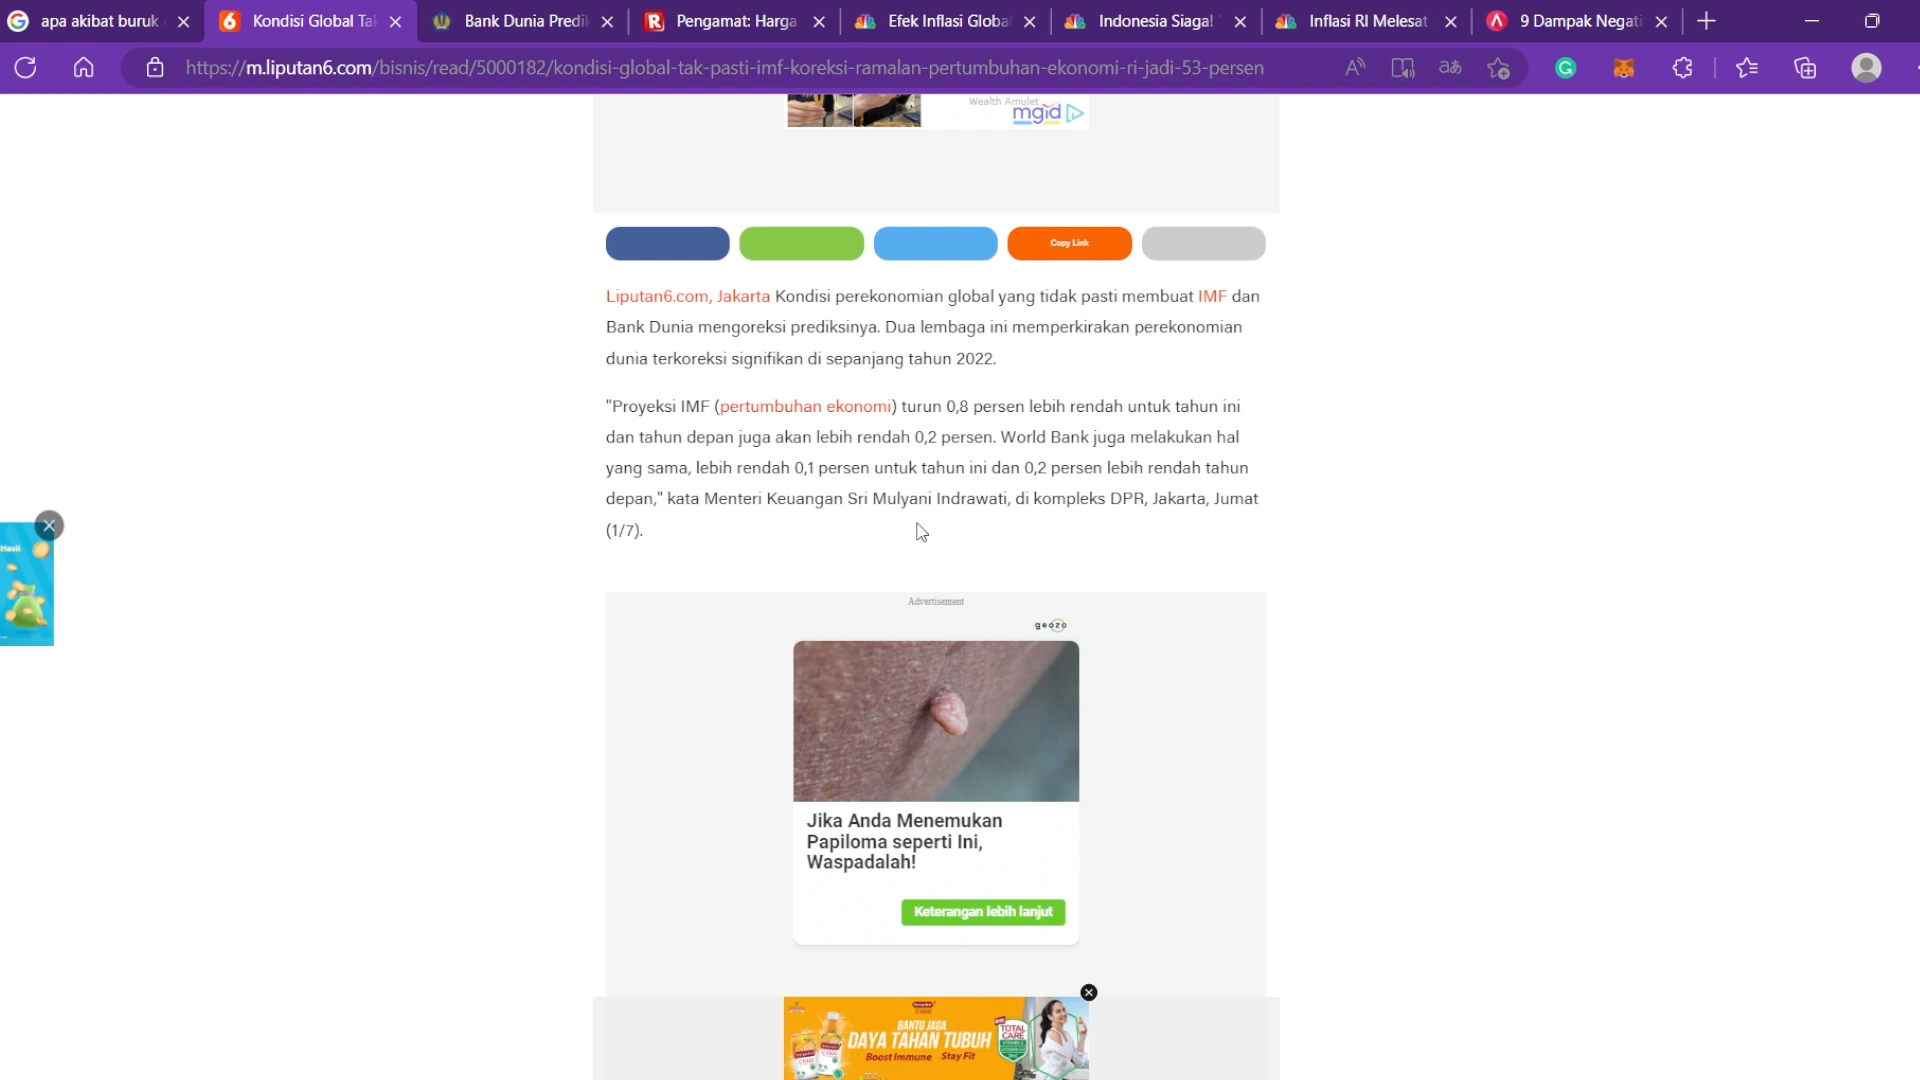 apa akibat buruk
Kondisi Global Ta
Bank Dunia Predi
Pengamat: Harga
Efek Inflasi Globa
Indonesia Siaga!
Inflasi RI Melesat
9 Dampak Negati
https://m.liputan6.com/bisnis/read/5000182/kondisi-global-tak-pasti-imf-koreksi-ramalan-pertumbuhan-ekonomi-ri-jadi-53-persen
Wealth Amulet
mgid
Copy Link
Liputan6.com, Jakarta Kondisi perekonomian global yang tidak pasti membuat IMF dan
Bank Dunia mengoreksi prediksinya. Dua lembaga ini memperkirakan perekonomian
dunia terkoreksi signifikan di sepanjang tahun 2022.
"Proyeksi IMF (pertumbuhan ekonomi) turun 0,8 persen lebih rendah untuk tahun ini
dan tahun depan juga akan lebih rendah 0,2 persen. World Bank juga melakukan hal
yang sama, lebih rendah 0,1 persen untuk tahun ini dan 0,2 persen lebih rendah tahun
depan," kata Menteri Keuangan Sri Mulyani Indrawati, di kompleks DPR, Jakarta, Jumat
(1/7).
Hasil
Advertisement
geozo
Jika Anda Menemukan
Papiloma seperti Ini,
Waspadalah!
Keterangan lebih lanjut
BANTU JAGA
DAYA TAHAN TUBUH
Boost Immune Stay Fit
TOTAL
CARE